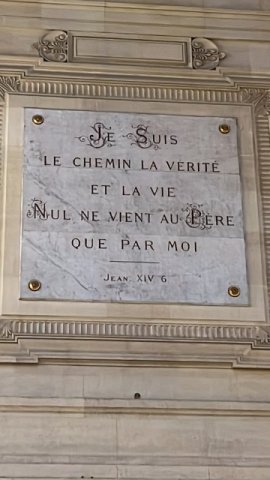 JE SUIS
LE CHEMIN LA VERITÉ
ET LA VIE
NUL NE VIENT AU PÈRE
QUE PAR MOI
JEAN. XIV 6